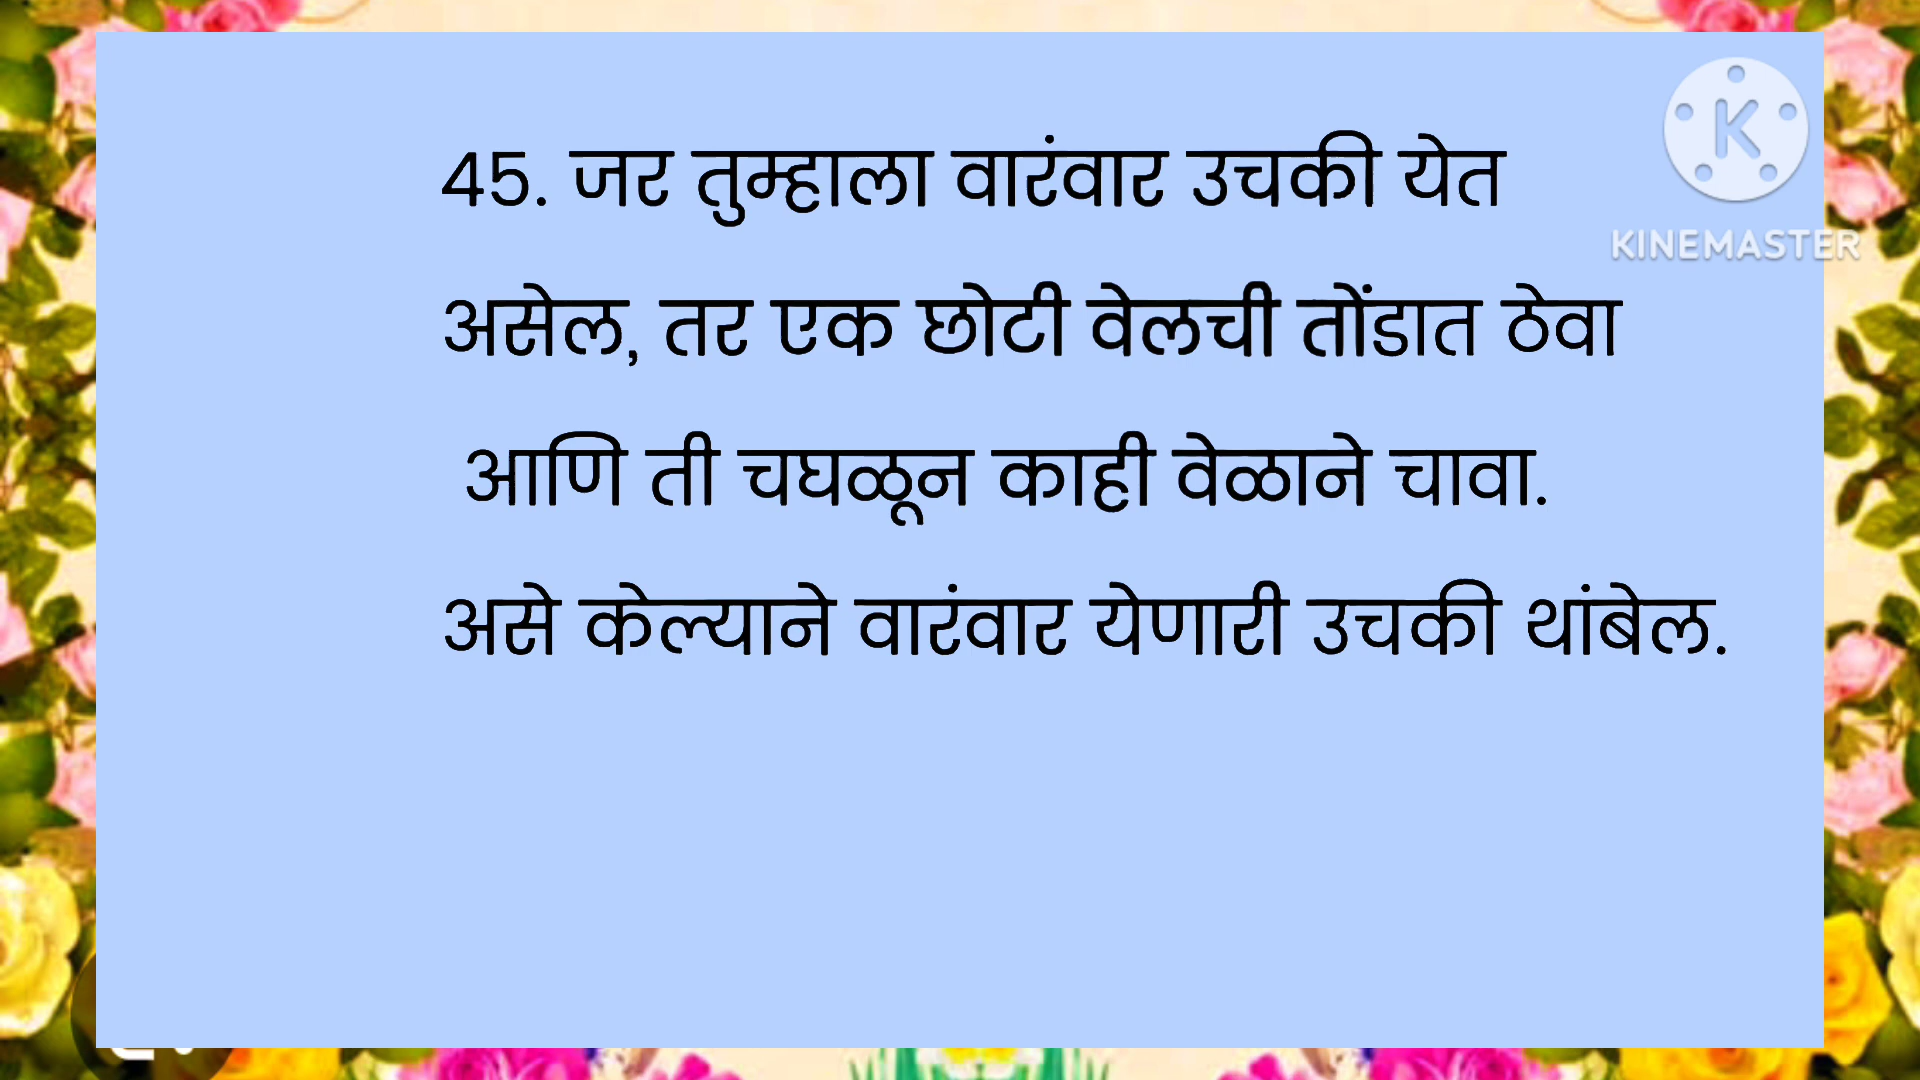 45. जर तुम्हाला वारंवार उचकी येत
असेल, तर एक छोटी वेलची तोंडात ठेवा
आणि ती चघळून काही वेळाने चावा.
असे केल्याने वारंवार येणारी उचकी थांबेल.
K
KINEMASTER